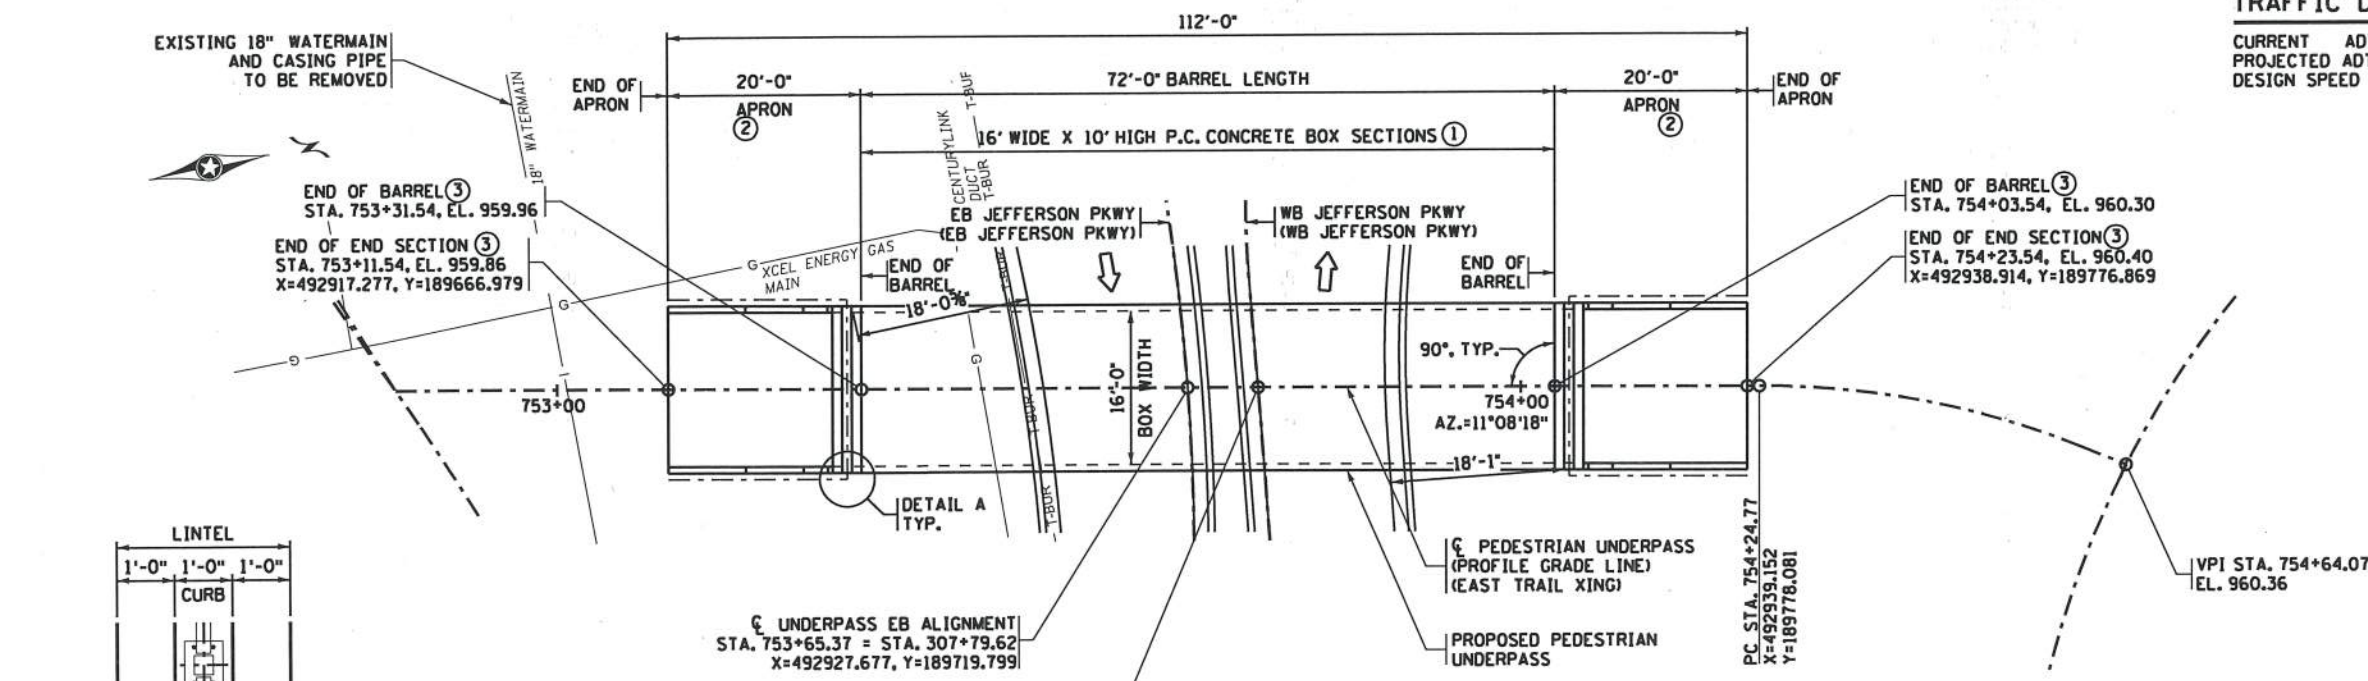 TRAFFIC D
CURRENT AD
PROJECTED ADT
DESIGN SPEED
112'-0"
EXISTING 18" WATERMAIN
AND CASING PIPE
TO BE REMOVED
18" WATERMAIN
END OF
APRON
20'-0"
APRON
②
72'-0" BARREL LENGTH
20'-0"
APRON
②
END OF
APRON
16' WIDE X 10' HIGH P.C. CONCRETE BOX SECTIONS ①
CENTURYLINK
DUCT
T-BUR
T-BUR
END OF BARREL ③
STA. 753+31.54, EL. 959.96
END OF END SECTION ③
STA. 753+11.54, EL. 959.86
X=492917.277, Y=189666.979
G XCEL ENERGY GAS
MAIN
EB JEFFERSON PKWY
(EB JEFFERSON PKWY)
WB JEFFERSON PKWY
(WB JEFFERSON PKWY)
END OF
BARREL
END OF
BARREL
END OF BARREL ③
STA. 754+03.54, EL. 960.30
END OF END SECTION ③
STA. 754+23.54, EL. 960.40
X=492938.914, Y=189776.869
18'-0⅝"
T-BUR
G
G
G
16'-0"
BOX WIDTH
90°, TYP.
753+00
754+00
AZ.=11°08'18"
T-BUR
18'-1"
T-BUR
DETAIL A
TYP.
LINTEL
1'-0" 1'-0" 1'-0"
CURB
℄ UNDERPASS EB ALIGNMENT
STA. 753+65.37 = STA. 307+79.62
X=492927.677, Y=189719.799
℄ PEDESTRIAN UNDERPASS
(PROFILE GRADE LINE)
(EAST TRAIL XING)
PROPOSED PEDESTRIAN
UNDERPASS
PC STA. 754+24.77
X=492939.152
Y=189778.081
VPI STA. 754+64.07
EL. 960.36